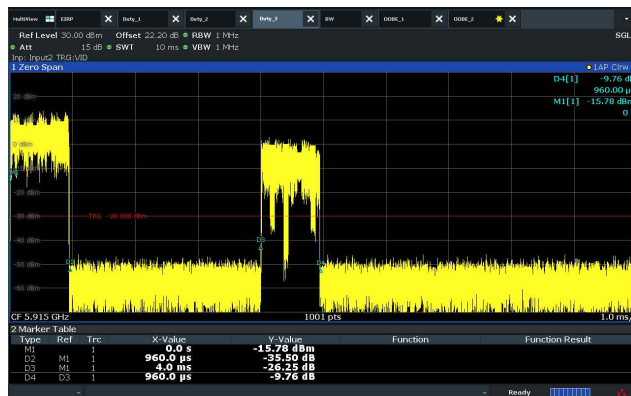 MultiView EIRP Duty_1 Duty_2 Duty_3 BW OOBE_1 OOBE_2
Ref Level 30.00 dBm Offset 22.20 dB RBW 1 MHz SGL
Att 15 dB SWT 10 ms VBW 1 MHz
Inp: Input2 TRG:VID
1 Zero Span 1AP Clrw
D4[1] -9.76 dB
960.00 µs
20 dBm
M1[1] -15.78 dBm
0
0 dBm
M1
-20 dBm
-30 dBm TRG -30.000 dBm
-40 dBm D3
D2 D4
-50 dBm
-60 dBm
CF 5.915 GHz 1001 pts 1.0 ms/
2 Marker Table
Type Ref Trc X-Value Y-Value Function Function Result
M1 1 0.0 s -15.78 dBm
D2 M1 1 960.0 µs -35.50 dB
D3 M1 1 4.0 ms -26.25 dB
D4 D3 1 960.0 µs -9.76 dB
Ready